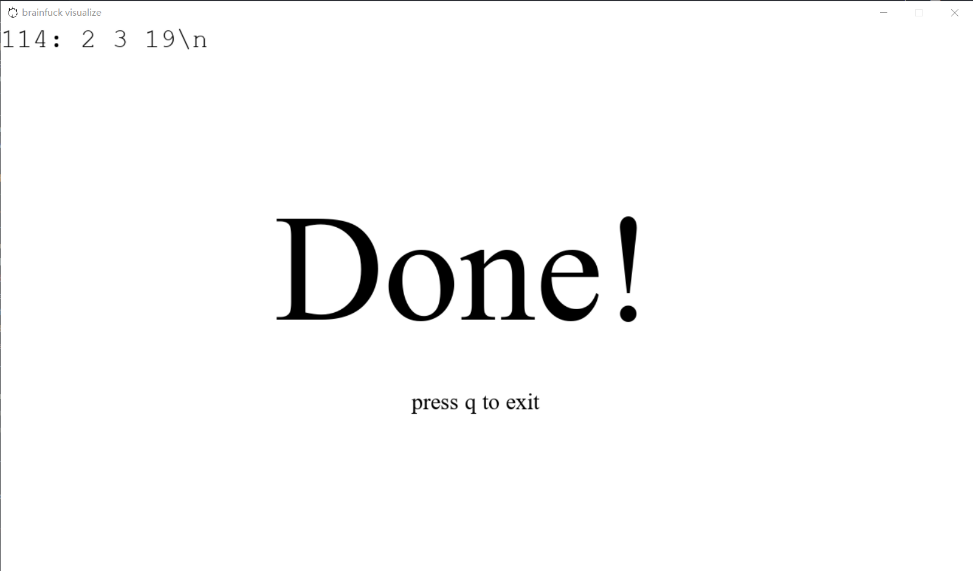 brainfuck visualize
114: 2 3 19\n
Done!
press q to exit